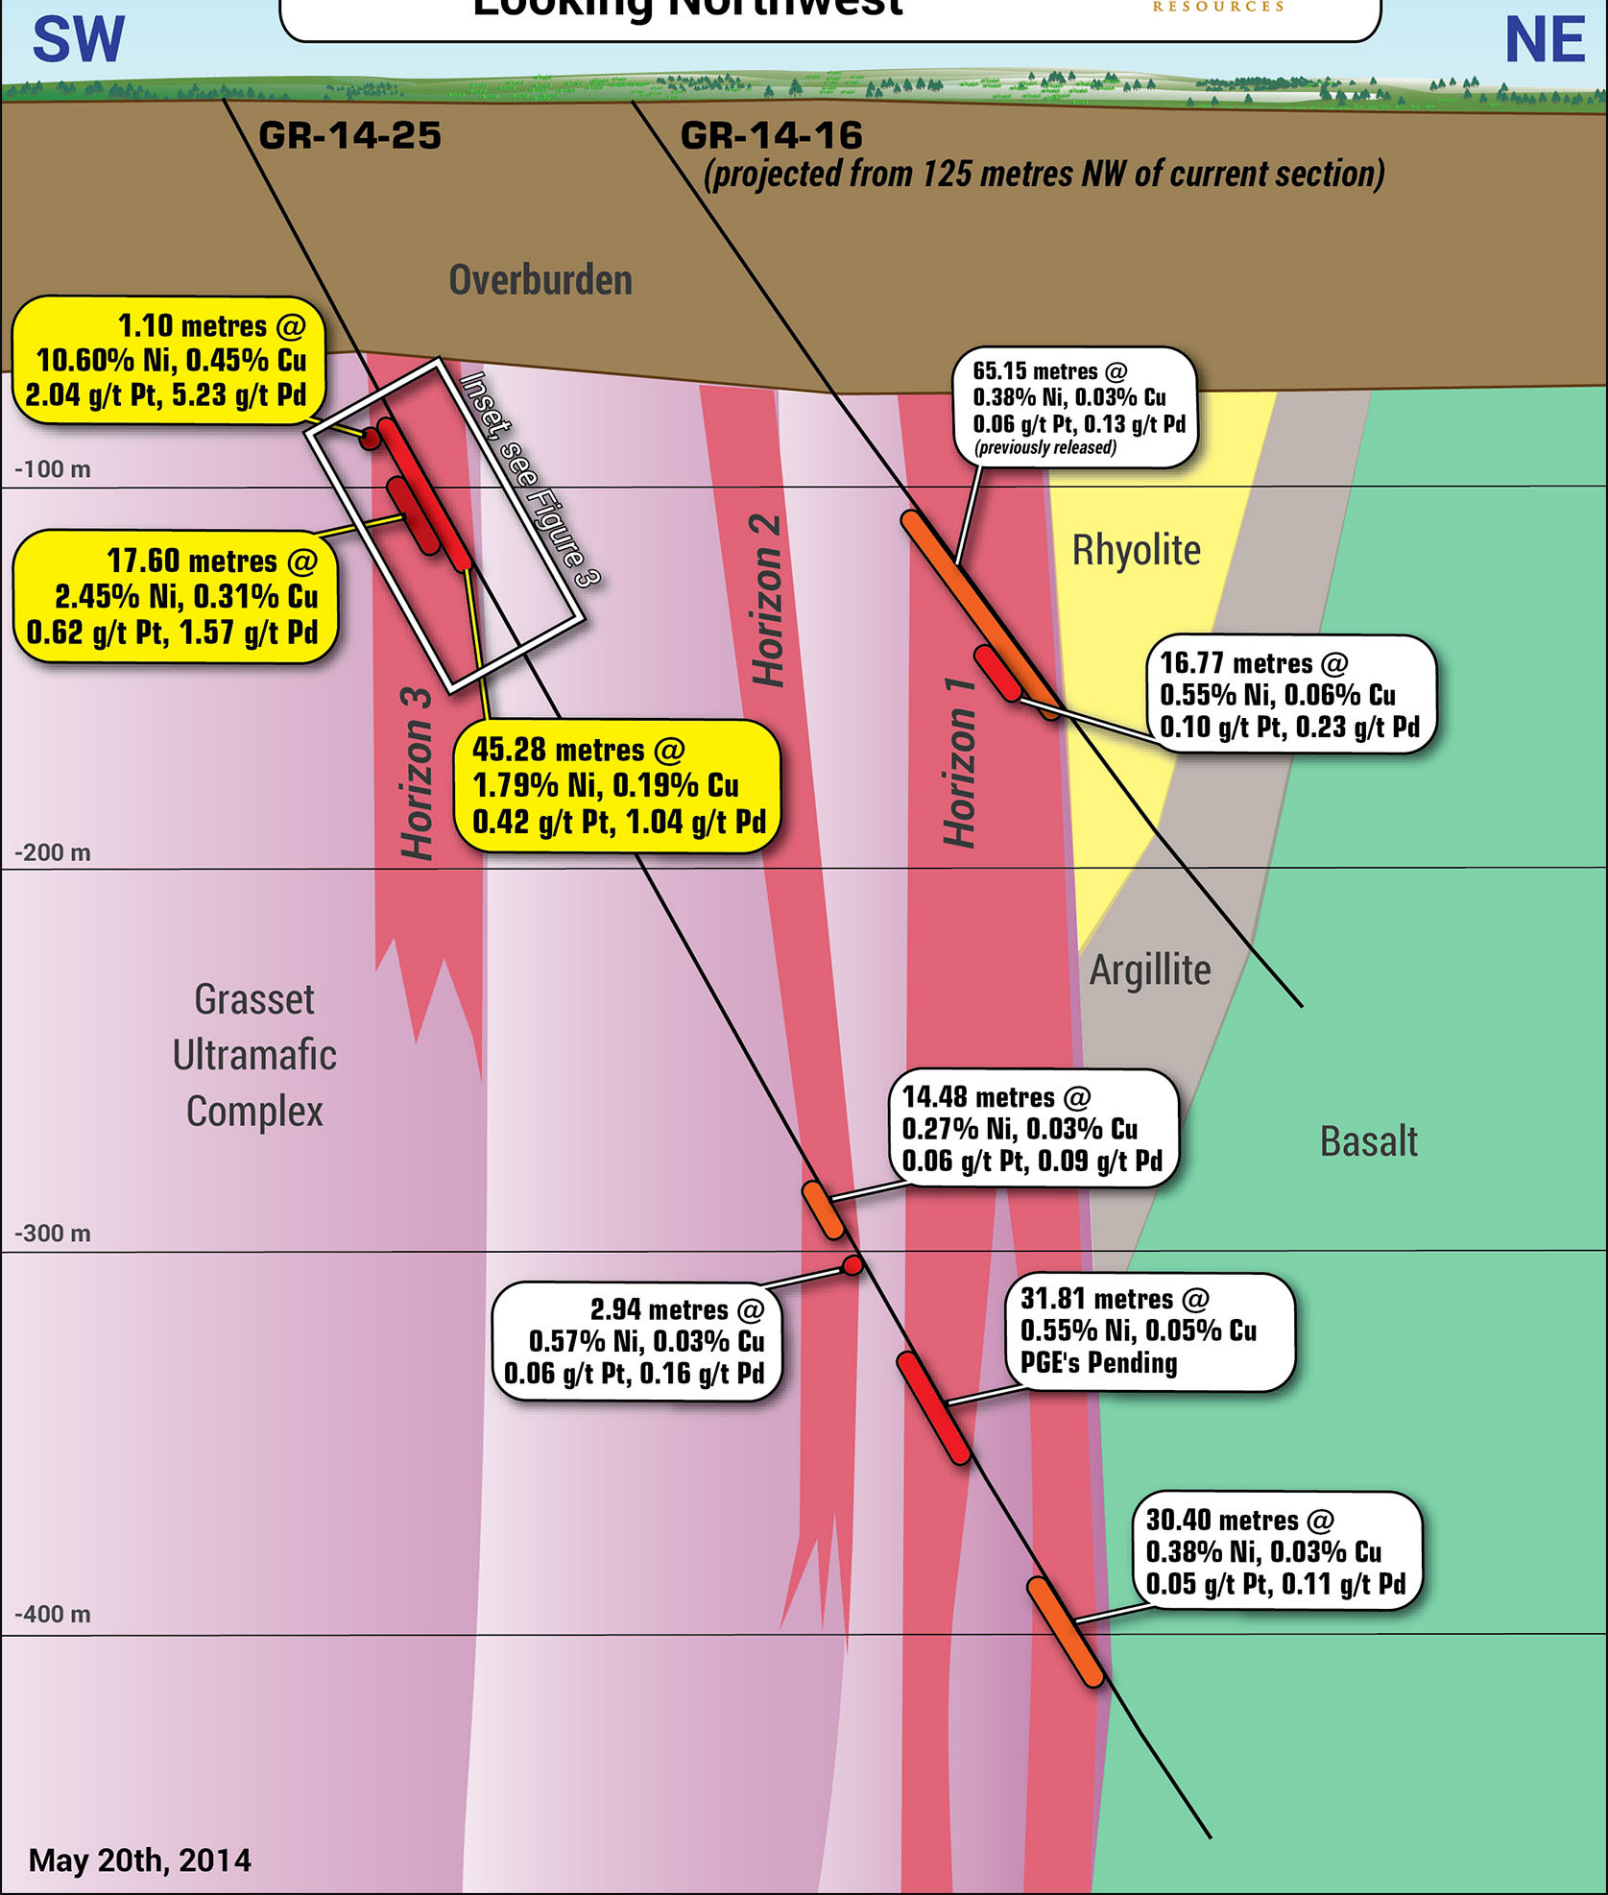 Looking Northwest
RESOURCES
SW
NE
GR-14-25
GR-14-16
(projected from 125 metres NW of current section)
Overburden
1.10 metres @
10.60% Ni, 0.45% Cu
2.04 g/t Pt, 5.23 g/t Pd
65.15 metres @
0.38% Ni, 0.03% Cu
0.06 g/t Pt, 0.13 g/t Pd
(previously released)
Inset, see Figure 3
-100 m
17.60 metres @
2.45% Ni, 0.31% Cu
0.62 g/t Pt, 1.57 g/t Pd
Horizon 2
Rhyolite
16.77 metres @
0.55% Ni, 0.06% Cu
0.10 g/t Pt, 0.23 g/t Pd
Horizon 3
45.28 metres @
1.79% Ni, 0.19% Cu
0.42 g/t Pt, 1.04 g/t Pd
Horizon 1
-200 m
Argillite
Grasset
Ultramafic
Complex
14.48 metres @
0.27% Ni, 0.03% Cu
0.06 g/t Pt, 0.09 g/t Pd
Basalt
-300 m
2.94 metres @
0.57% Ni, 0.03% Cu
0.06 g/t Pt, 0.16 g/t Pd
31.81 metres @
0.55% Ni, 0.05% Cu
PGE's Pending
30.40 metres @
0.38% Ni, 0.03% Cu
0.05 g/t Pt, 0.11 g/t Pd
-400 m
May 20th, 2014